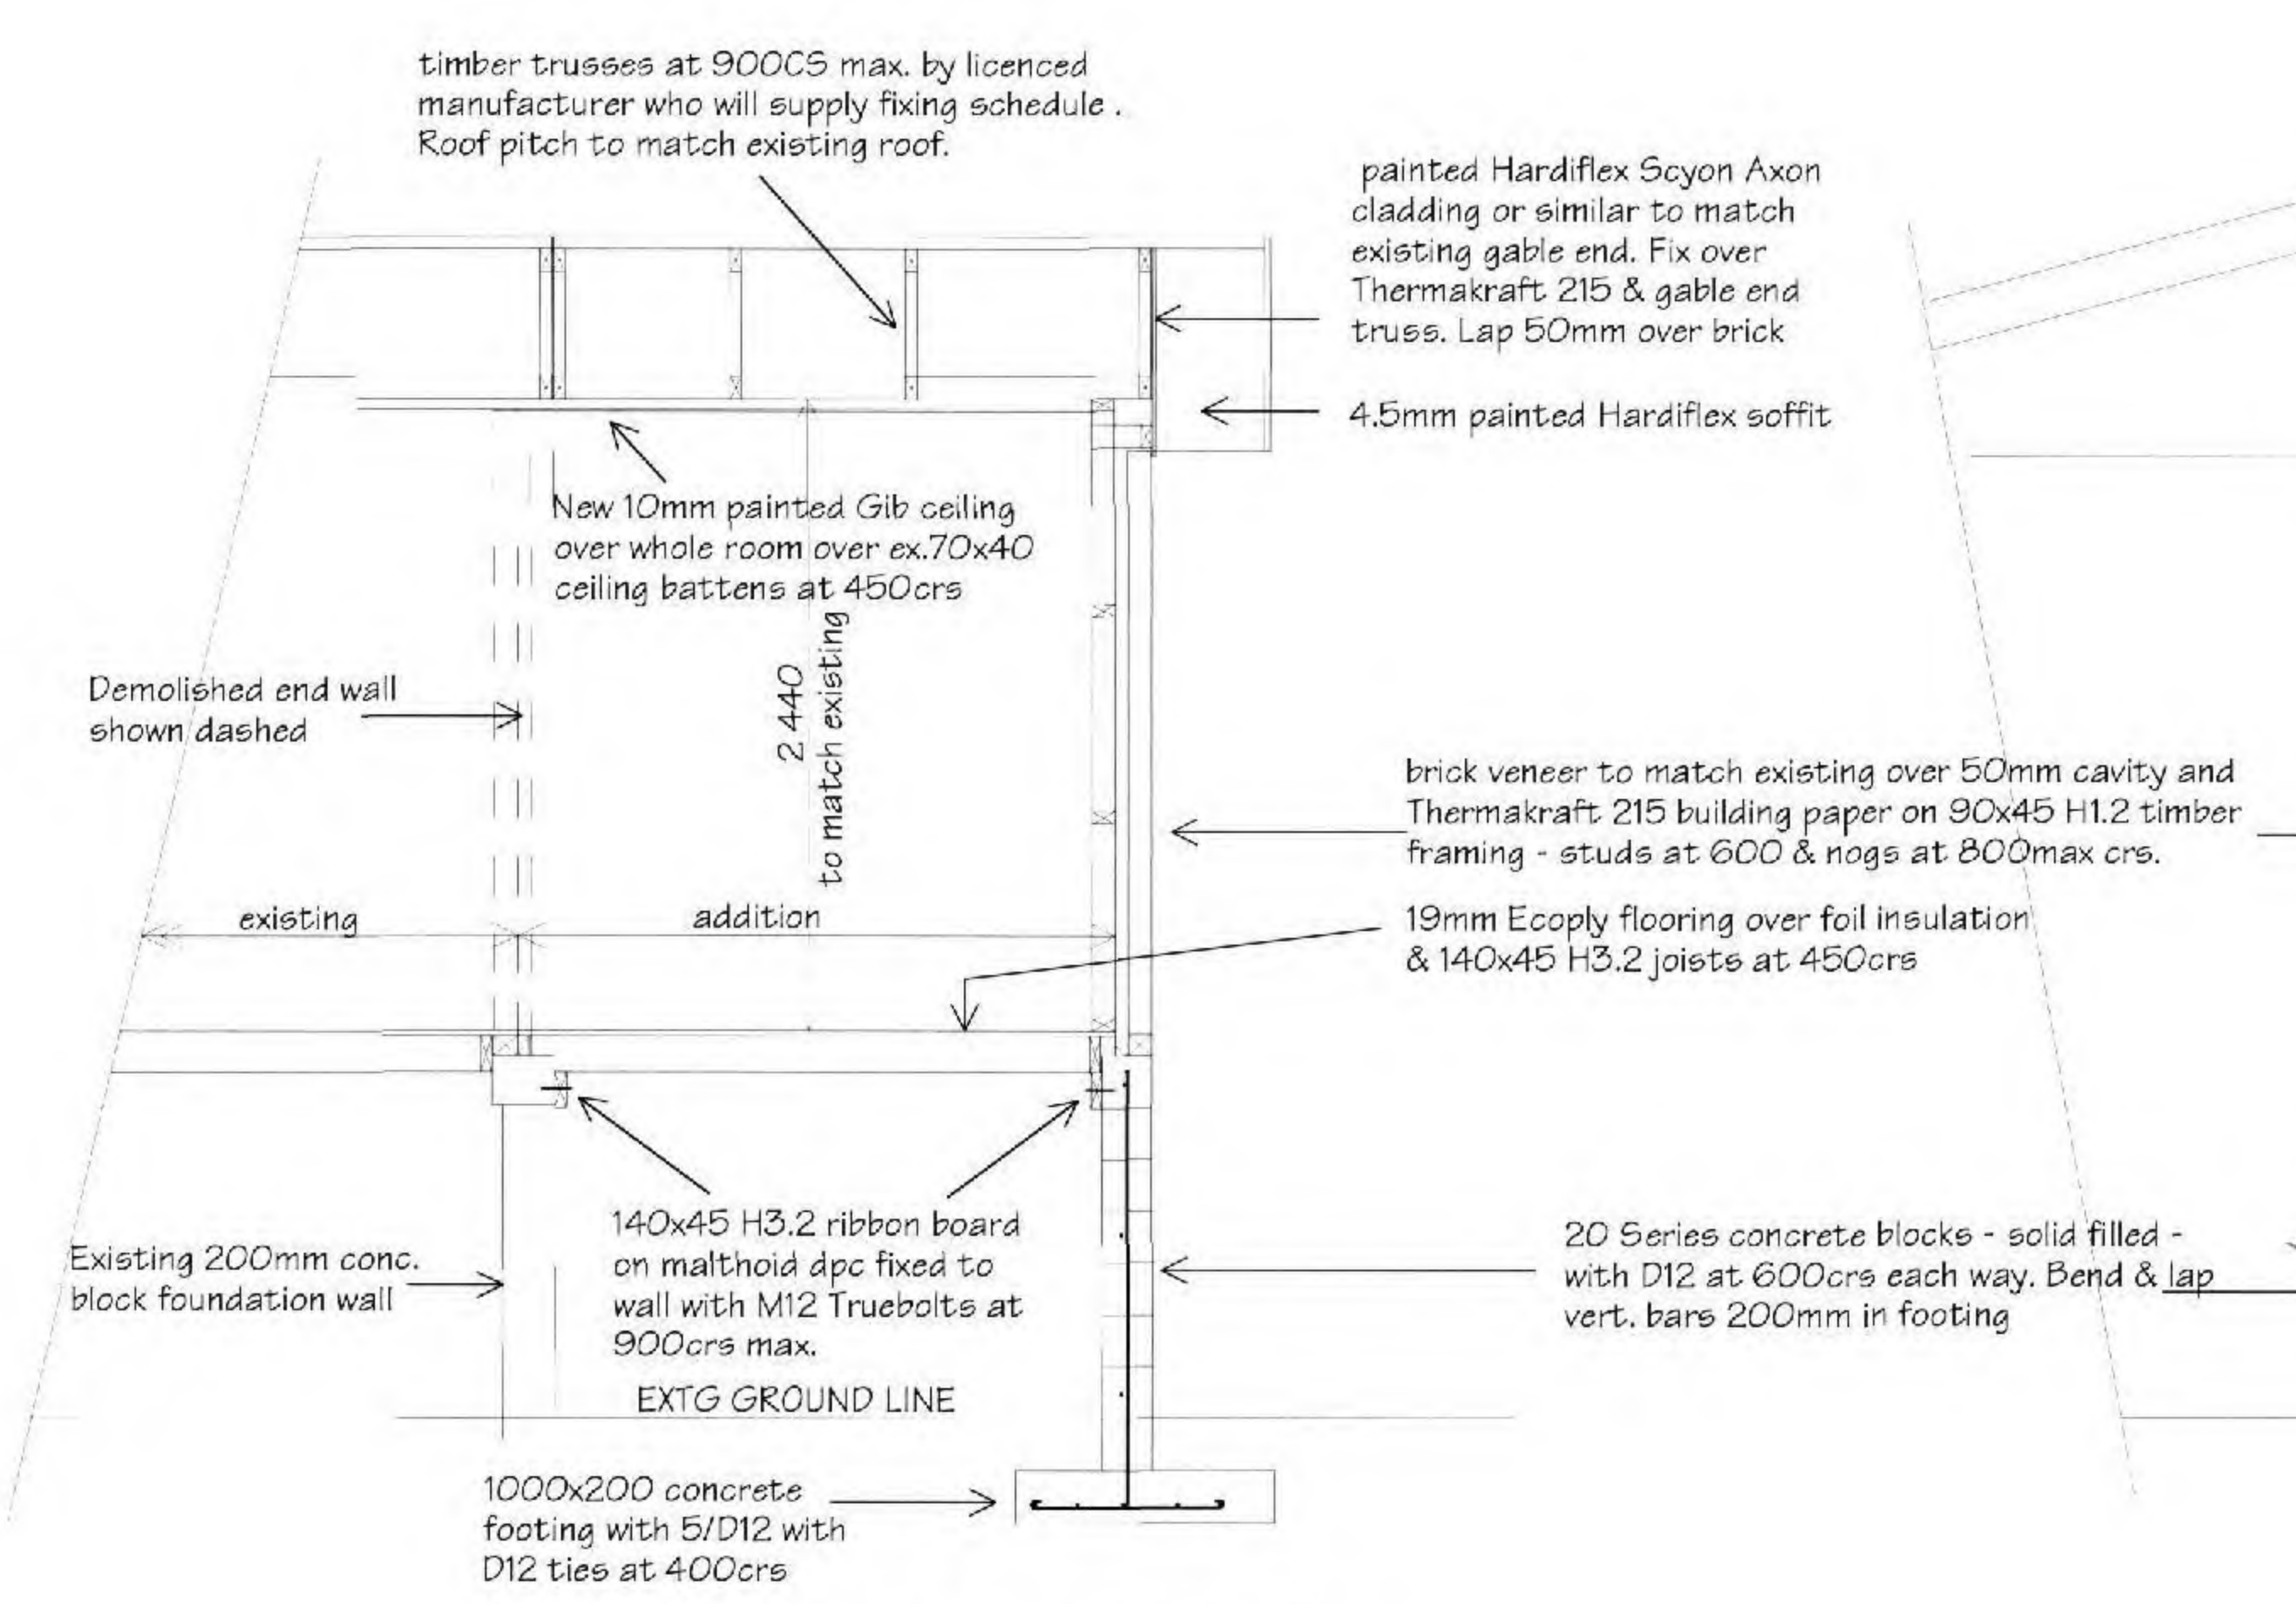 timber trusses at 900CS max. by licenced
manufacturer who will supply fixing schedule .
Roof pitch to match existing roof.
painted Hardiflex Scyon Axon
cladding or similar to match
existing gable end. Fix over
Thermakraft 215 & gable end
truss. Lap 50mm over brick
4.5mm painted Hardiflex soffit
New 10mm painted Gib ceiling
over whole room over ex.70x40
ceiling battens at 450crs
Demolished end wall
shown dashed
2 440
to match existing
brick veneer to match existing over 50mm cavity and
Thermakraft 215 building paper on 90x45 H1.2 timber
framing - studs at 600 & nogs at 800max crs.
existing
addition
19mm Ecoply flooring over foil insulation
& 140x45 H3.2 joists at 450crs
140x45 H3.2 ribbon board
on malthoid dpc fixed to
wall with M12 Truebolts at
900crs max.
Existing 200mm conc.
block foundation wall
20 Series concrete blocks - solid filled -
with D12 at 600crs each way. Bend & lap
vert. bars 200mm in footing
EXTG GROUND LINE
1000x200 concrete
footing with 5/D12 with
D12 ties at 400crs